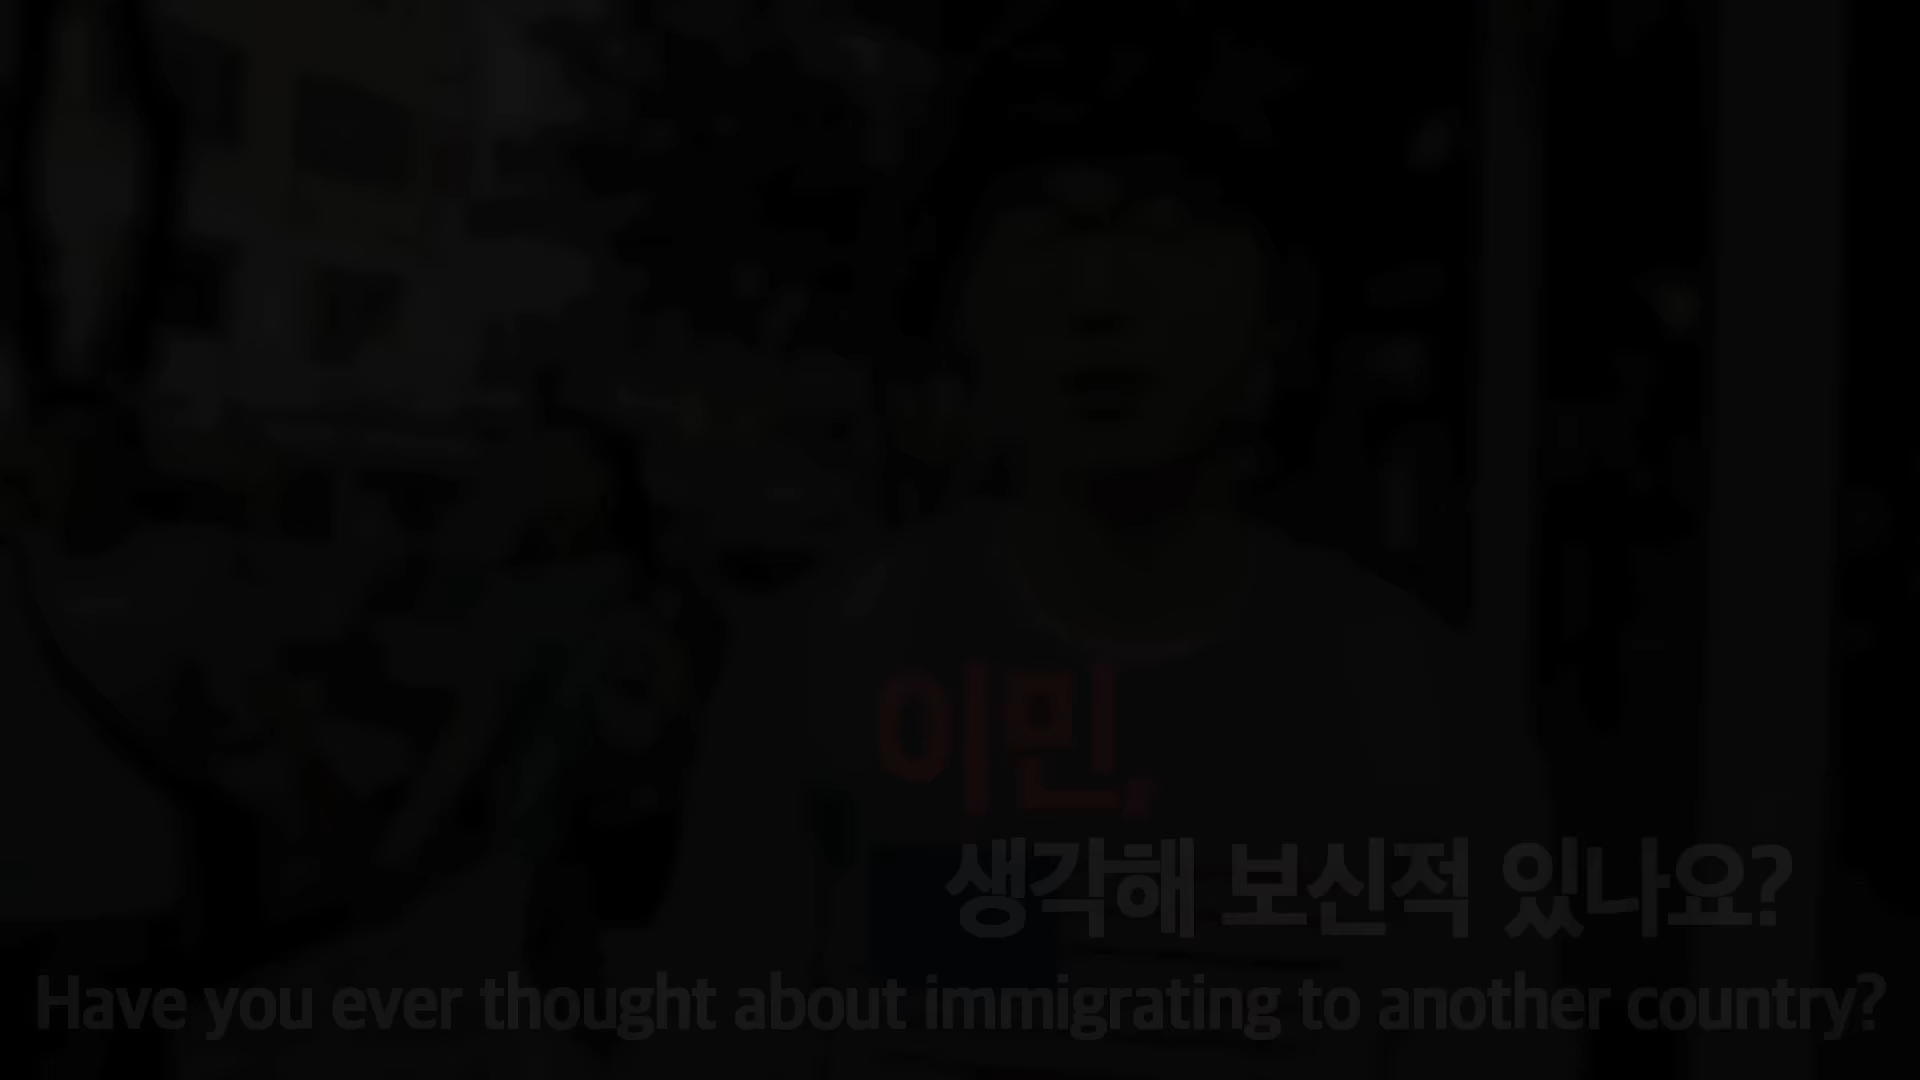 이민,
생각해 보신적 있나요?
Have you ever thought about immigrating to another country?